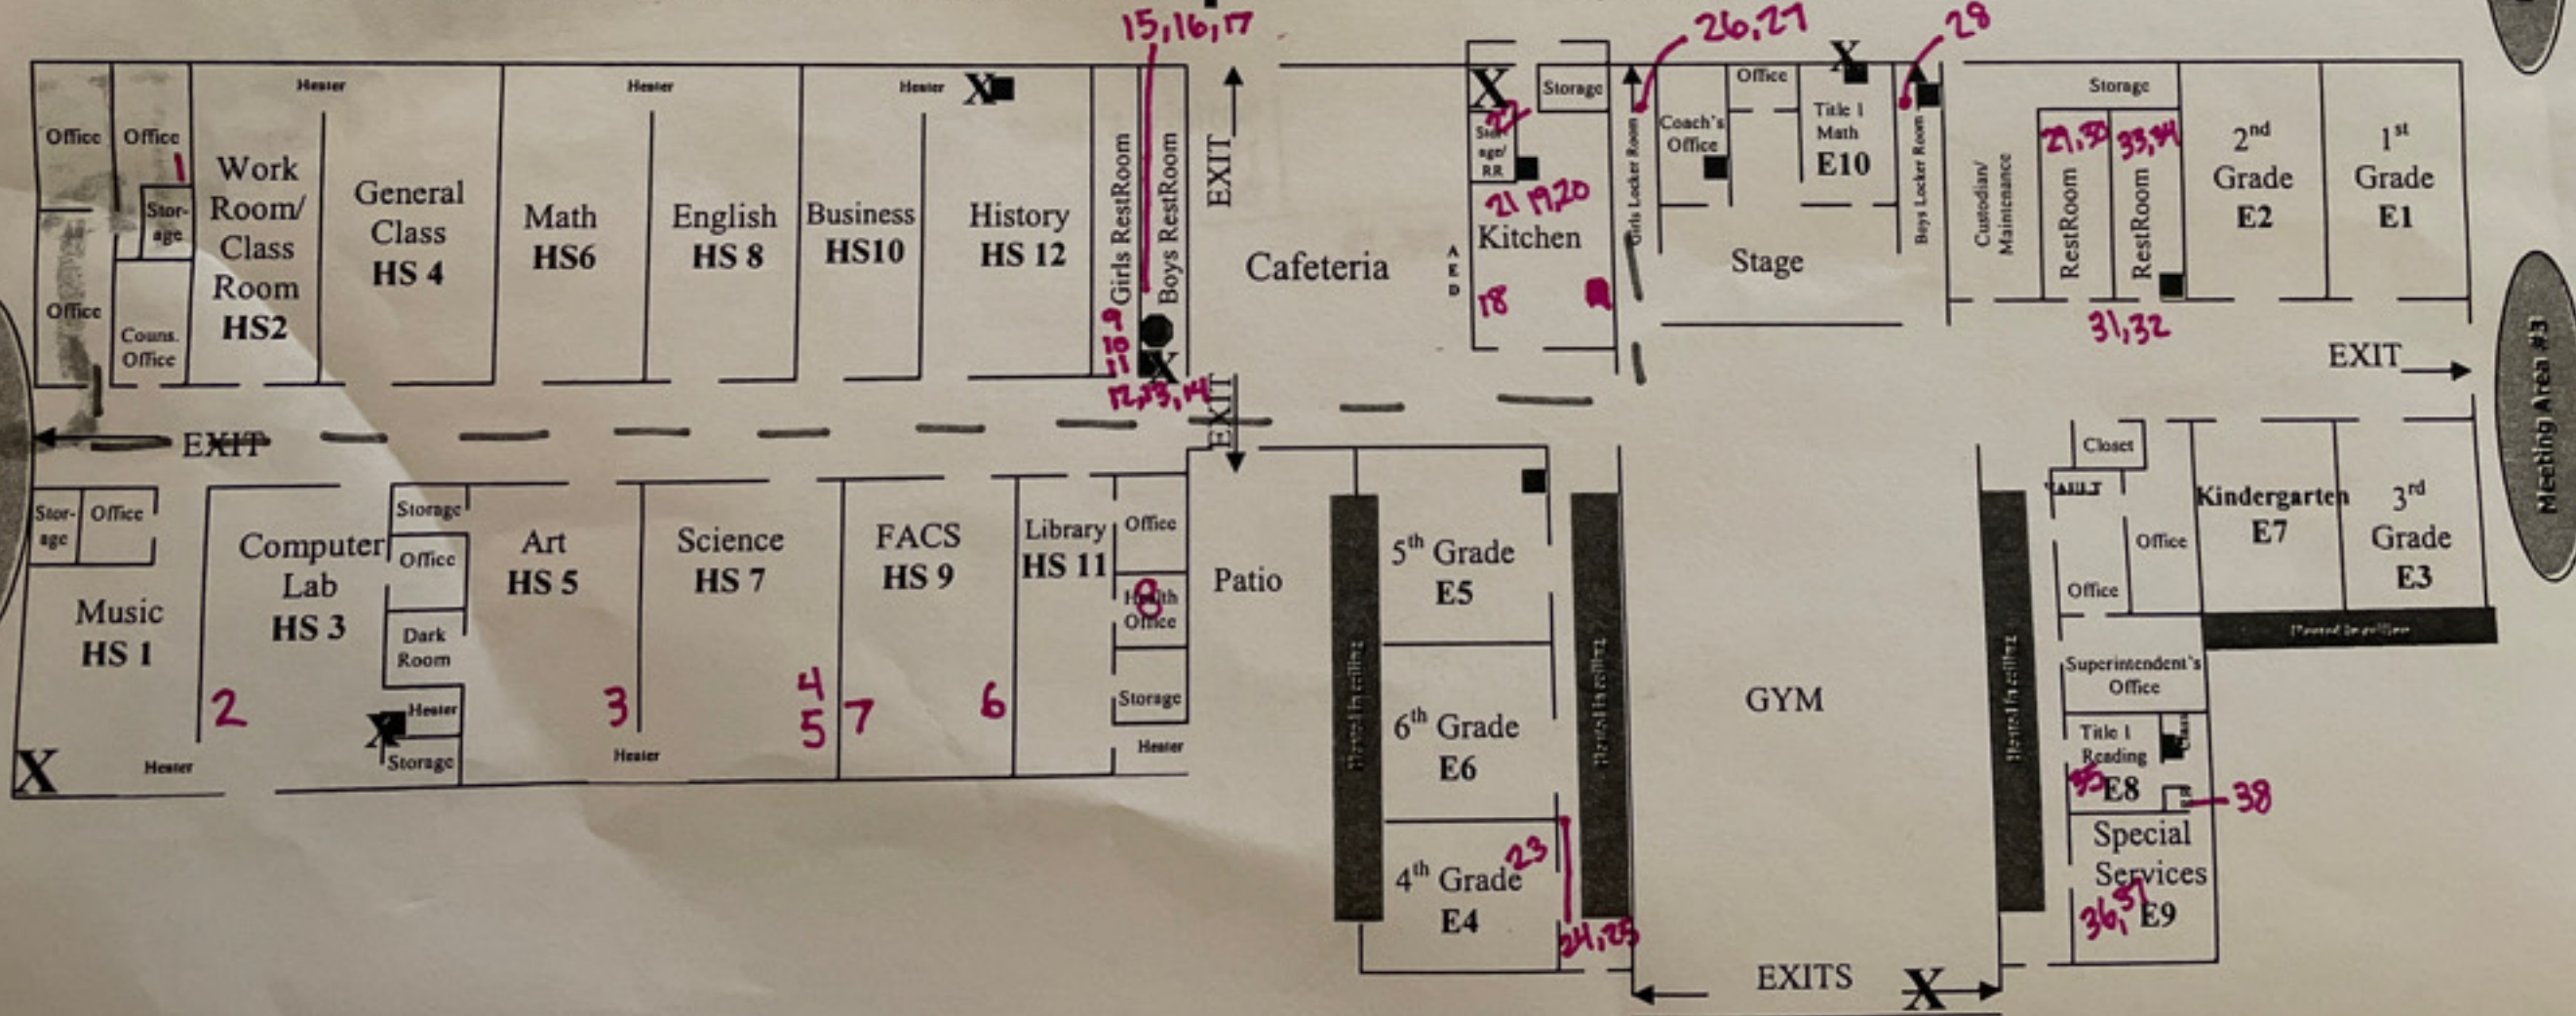 15,16,17
26,27
28
X
Heater
Heater
Heater
X
X
Storage
Office
Storage
Office
Office
1
Stor-
age
Office
Couns.
Office
Work
Room/
Class
Room
HS2
General
Class
HS 4
Math
HS6
English
HS 8
Business
HS10
History
HS 12
Girls RestRoom
Boys RestRoom
9
10
11
X
12,13,14
EXIT
EXIT
Cafeteria
A
E
D
22
Stor-
age/
RR
21 19,20
Kitchen
18
Girls Locker Room
Coach's
Office
Title 1
Math
E10
Boys Locker Room
Stage
Custodian/
Maintenance
29,30
RestRoom
33,34
RestRoom
31,32
2nd
Grade
E2
1st
Grade
E1
EXIT
Meeting Area #3
EXIT
Stor-
age
Office
Music
HS 1
X
Heater
Computer
Lab
HS 3
2
Storage
Office
Dark
Room
Heater
X
Storage
Art
HS 5
3
Heater
Science
HS 7
4
5
FACS
HS 9
7
6
Library
HS 11
Office
Health
Office
8
Storage
Heater
Patio
5th Grade
E5
6th Grade
E6
4th Grade
E4
23
24,25
GYM
EXITS
X
Closet
VAULT
Office
Office
Kindergarten
E7
3rd
Grade
E3
Superintendent's
Office
Title 1
Reading
E8
35
38
Special
Services
E9
36,37